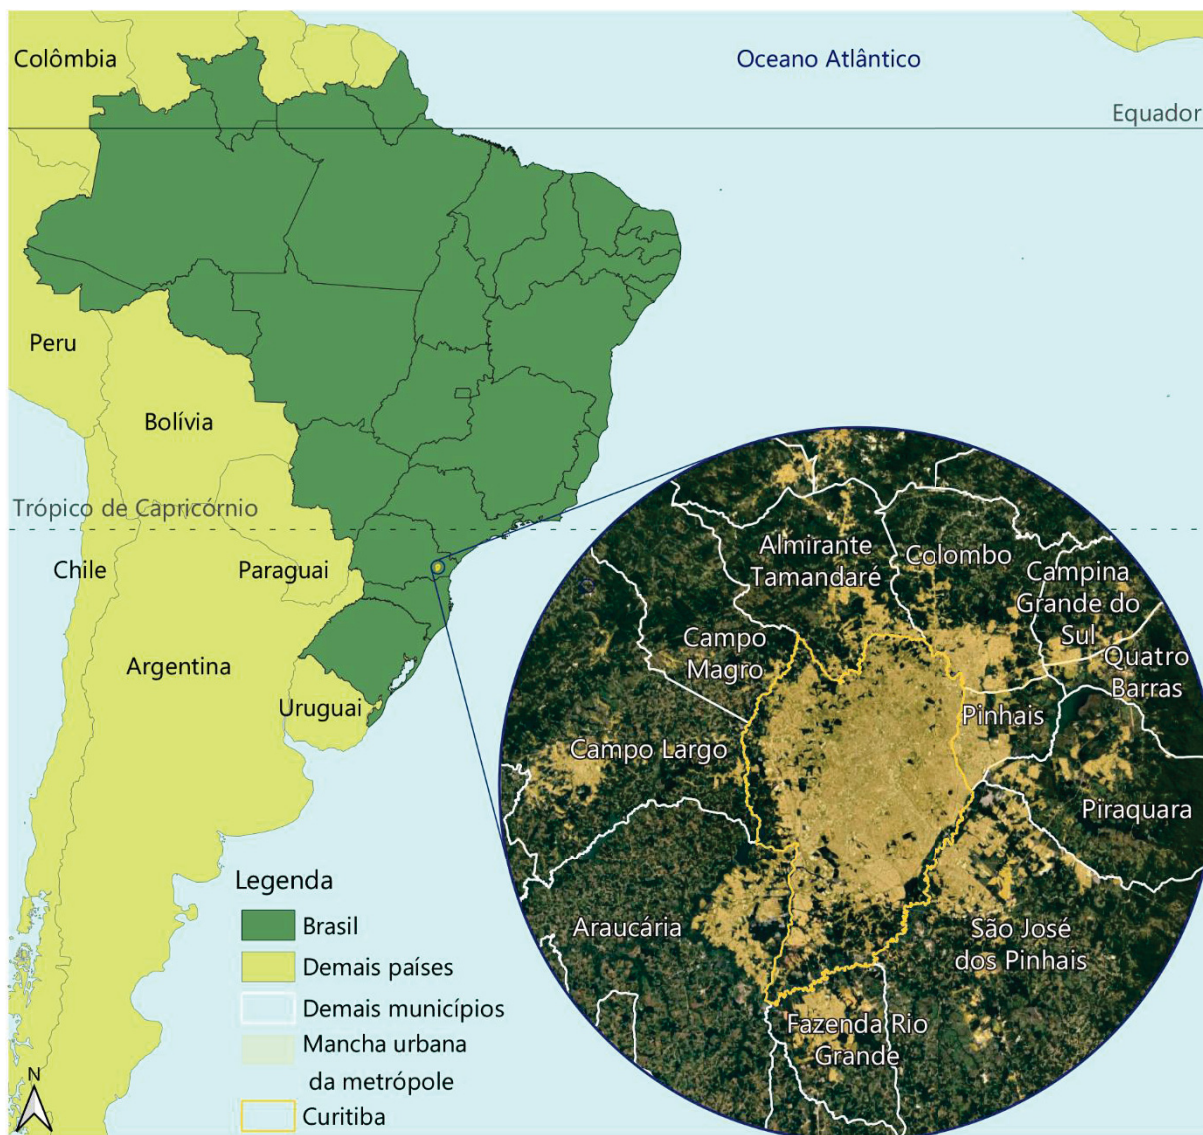 Colômbia
Oceano Atlântico
Equador
Peru
Bolívia
Trópico de Capricórnio
Chile
Paraguai
Argentina
Uruguai
Almirante
Tamandaré
Colombo
Campina
Grande do
Sul
Quatro
Barras
Campo
Magro
Pinhais
Campo Largo
Piraquara
Araucária
São José
dos Pinhais
Fazenda Rio
Grande
Legenda
Brasil
Demais países
Demais municípios
Mancha urbana
da metrópole
Curitiba
N